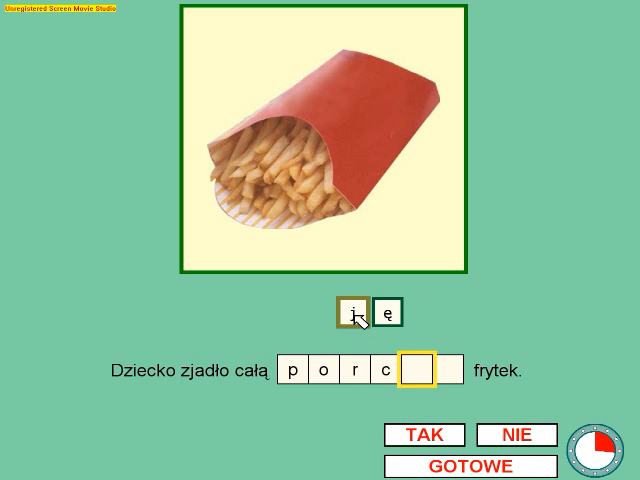 Unregistered Screen Movie Studio
j ę
Dziecko zjadło całą p o r c frytek.
TAK NIE
GOTOWE